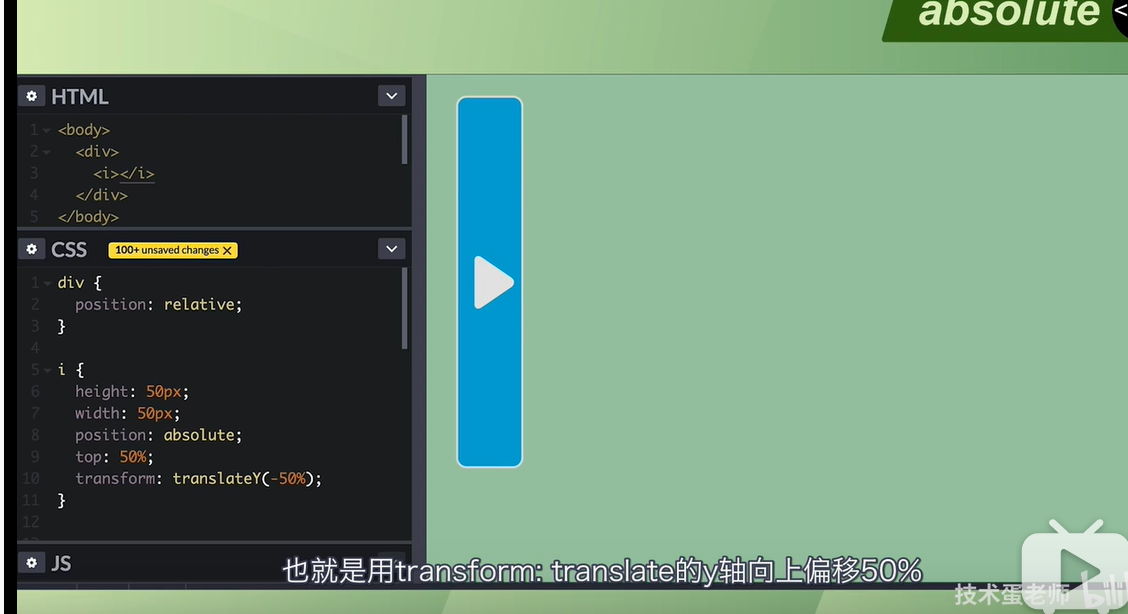 absolute
<
HTML
1 <body>
2 <div>
3 <i></i>
4 </div>
5 </body>
CSS 100+ unsaved changes X
1 div {
2 position: relative;
3 }
4
5 i {
6 height: 50px;
7 width: 50px;
8 position: absolute;
9 top: 50%;
10 transform: translateY(-50%);
11 }
12
JS
也就是用transform: translate的y轴向上偏移50%
技术蛋老师